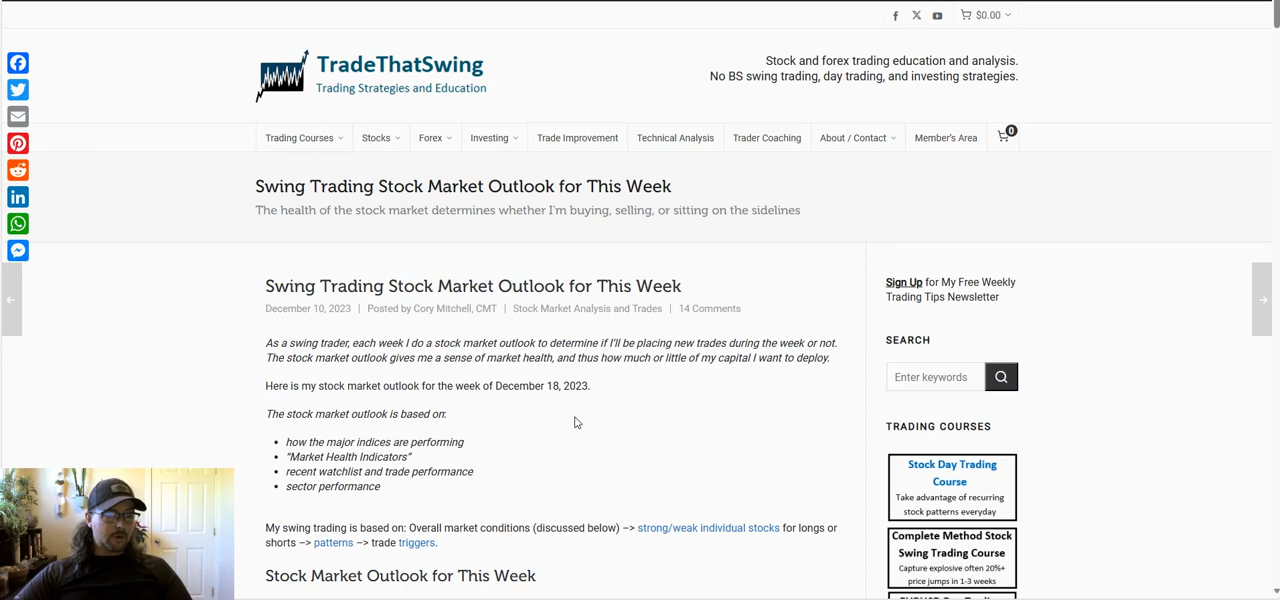 $0.00
TradeThatSwing
Trading Strategies and Education
Stock and forex trading education and analysis.
No BS swing trading, day trading, and investing strategies.
Trading Courses
Stocks
Forex
Investing
Trade Improvement
Technical Analysis
Trader Coaching
About / Contact
Member's Area
0
Swing Trading Stock Market Outlook for This Week
The health of the stock market determines whether I'm buying, selling, or sitting on the sidelines
Swing Trading Stock Market Outlook for This Week
December 10, 2023 | Posted by Cory Mitchell, CMT | Stock Market Analysis and Trades | 14 Comments
As a swing trader, each week I do a stock market outlook to determine if I'll be placing new trades during the week or not.
The stock market outlook gives me a sense of market health, and thus how much or little of my capital I want to deploy.
Here is my stock market outlook for the week of December 18, 2023.
The stock market outlook is based on:
• how the major indices are performing
• "Market Health Indicators"
• recent watchlist and trade performance
• sector performance
My swing trading is based on: Overall market conditions (discussed below) –> strong/weak individual stocks for longs or
shorts –> patterns –> trade triggers.
Stock Market Outlook for This Week
Sign Up for My Free Weekly
Trading Tips Newsletter
SEARCH
Enter keywords
TRADING COURSES
Stock Day Trading
Course
Take advantage of recurring
stock patterns everyday
Complete Method Stock
Swing Trading Course
Capture explosive often 20%+
price jumps in 1-3 weeks